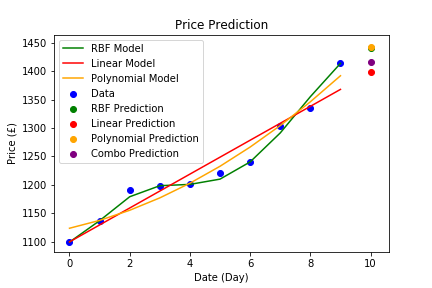 Price Prediction
1450
1400
1350
1300
1250
1200
1150
1100
Price (£)
RBF Model
Linear Model
Polynomial Model
Data
RBF Prediction
Linear Prediction
Polynomial Prediction
Combo Prediction
0 2 4 6 8 10
Date (Day)